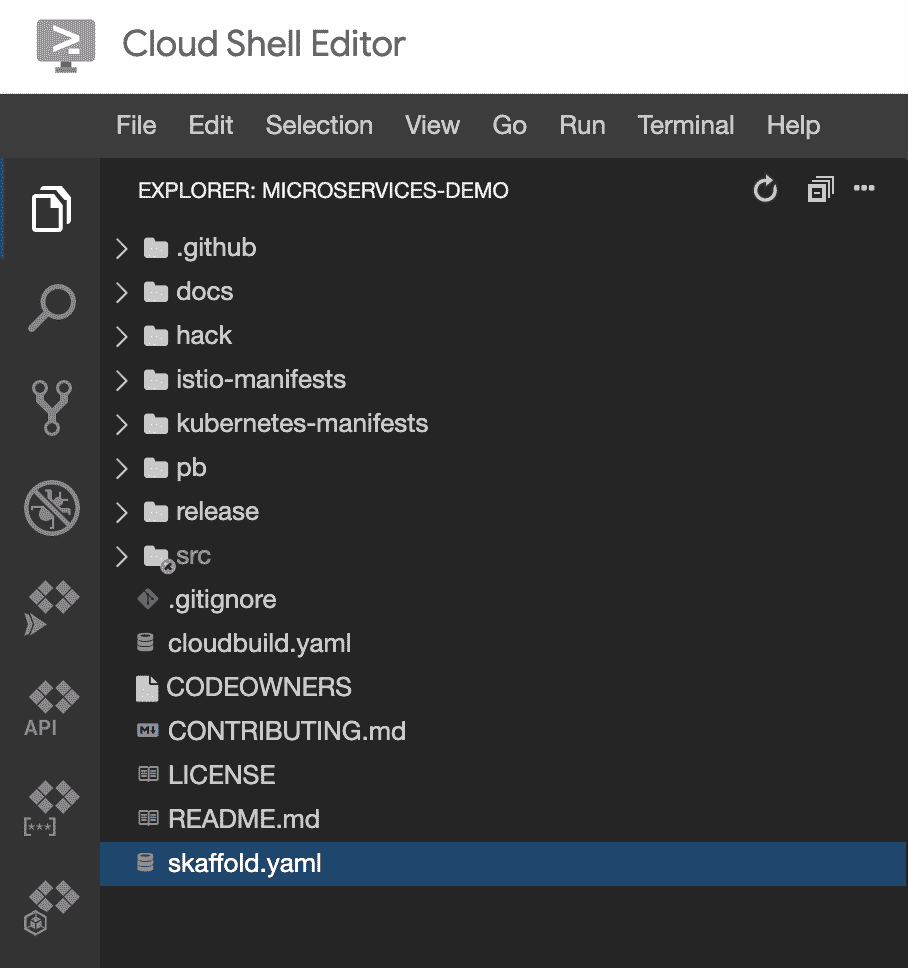 Cloud Shell Editor
File Edit Selection View Go Run Terminal Help
EXPLORER: MICROSERVICES-DEMO
.github
docs
hack
istio-manifests
kubernetes-manifests
pb
release
src
.gitignore
cloudbuild.yaml
CODEOWNERS
CONTRIBUTING.md
LICENSE
API
README.md
skaffold.yaml